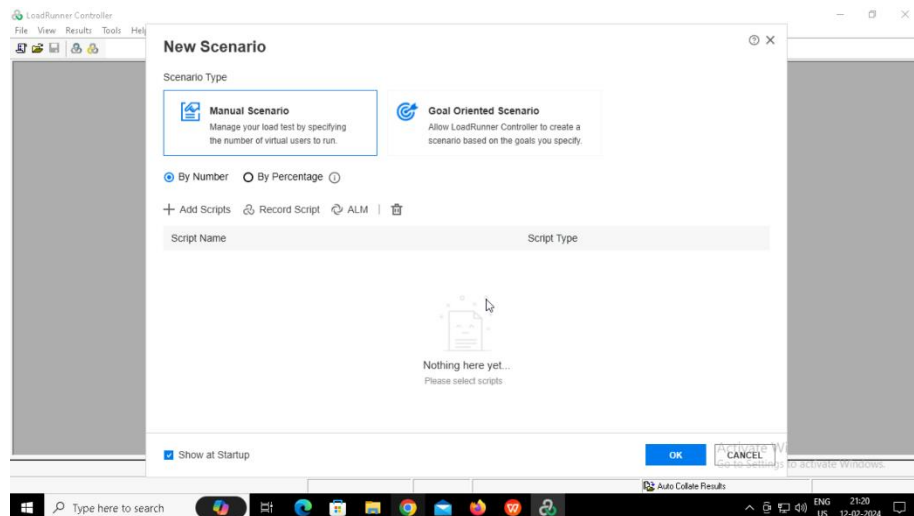 LoadRunner Controller
File View Results Tools Help
New Scenario
Scenario Type
Manual Scenario
Manage your load test by specifying
the number of virtual users to run.
Goal Oriented Scenario
Allow LoadRunner Controller to create a
scenario based on the goals you specify.
By Number By Percentage
Add Scripts Record Script ALM
Script Name Script Type
Nothing here yet...
Please select scripts
Show at Startup
OK CANCEL
Activate Wi
Go to Settings to activate Windows.
Auto Collate Results
Type here to search
ENG
US
21:20
12-02-2024